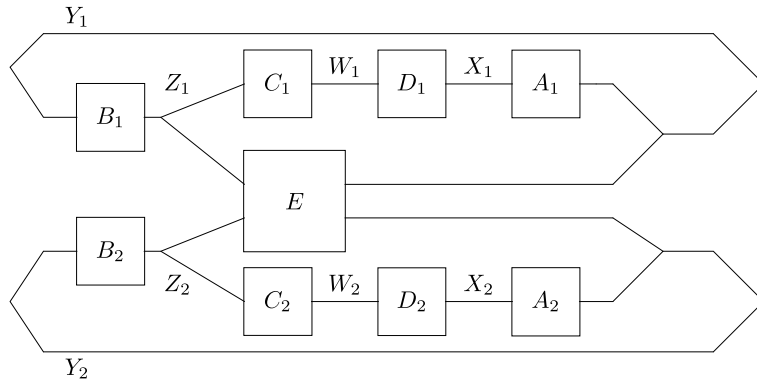 Y₁
Z₁ C₁ W₁ D₁ X₁ A₁
B₁
E
B₂
Z₂ C₂ W₂ D₂ X₂ A₂
Y₂